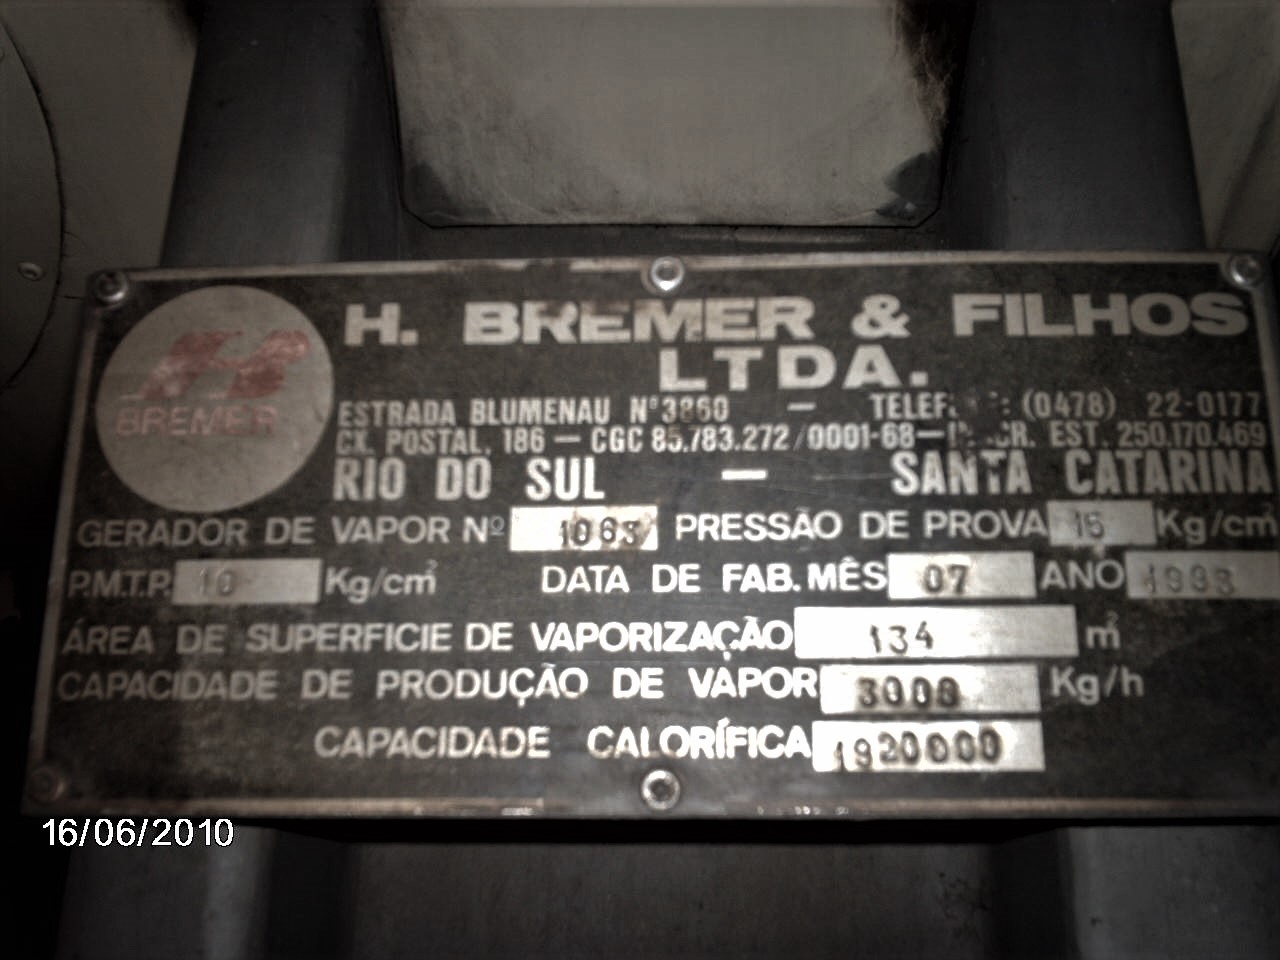 H. BREMER & FILHOS
LTDA.
BREMER
ESTRADA BLUMENAU Nº 3860 — (0478) 22-0177
CX. POSTAL, 186 — CGC 85.783.272/0001-68 — EST. 250.170.469
RIO DO SUL — SANTA CATARINA
GERADOR DE VAPOR Nº 1063 PRESSÃO DE PROVA 15 Kg/cm²
P.M.T.P. 10 Kg/cm² DATA DE FAB. MÊS 07 ANO
ÁREA DE SUPERFICIE DE VAPORIZAÇÃO 134 m²
CAPACIDADE DE PRODUÇÃO DE VAPOR 3000 Kg/h
CAPACIDADE CALORÍFICA 1920000
16/06/2010